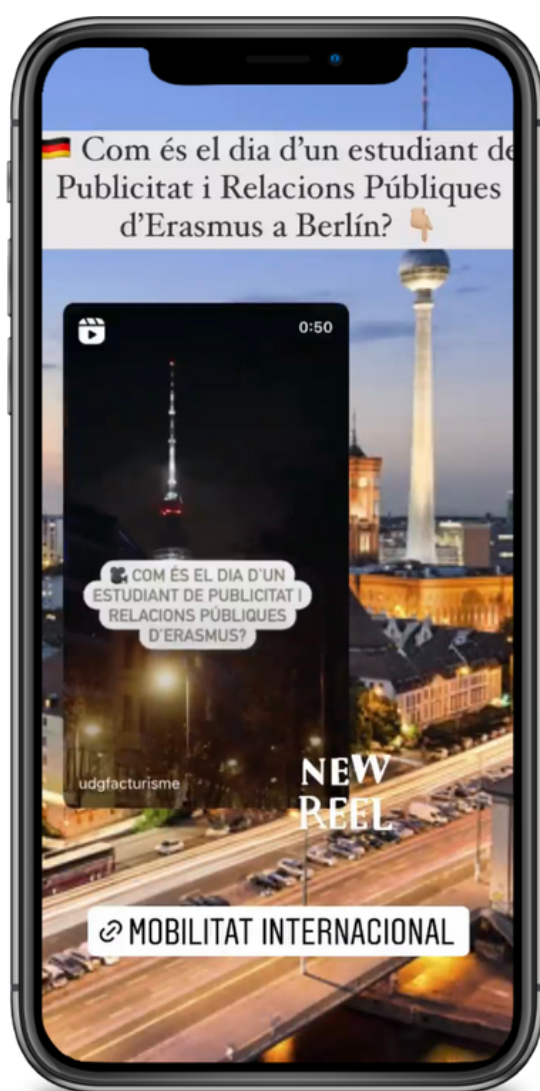 🇩🇪 Com és el dia d'un estudiant de
Publicitat i Relacions Públiques
d'Erasmus a Berlín? 👇🏼
0:50
🎥 COM ÉS EL DIA D'UN
ESTUDIANT DE PUBLICITAT I
RELACIONS PÚBLIQUES
D'ERASMUS?
udgfacturisme
NEW
REEL
MOBILITAT INTERNACIONAL